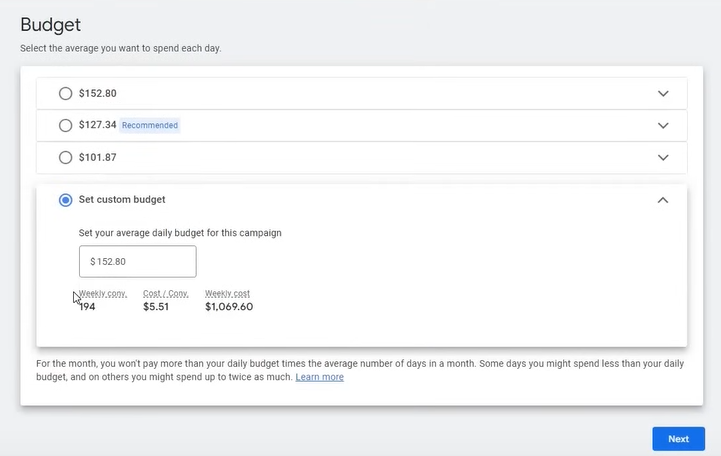 Budget
Select the average you want to spend each day.
$152.80
$127.34 Recommended
$101.87
Set custom budget
Set your average daily budget for this campaign
$ 152.80
Weekly conv. Cost / Conv. Weekly cost
194 $5.51 $1,069.60
For the month, you won't pay more than your daily budget times the average number of days in a month. Some days you might spend less than your daily
budget, and on others you might spend up to twice as much. Learn more
Next